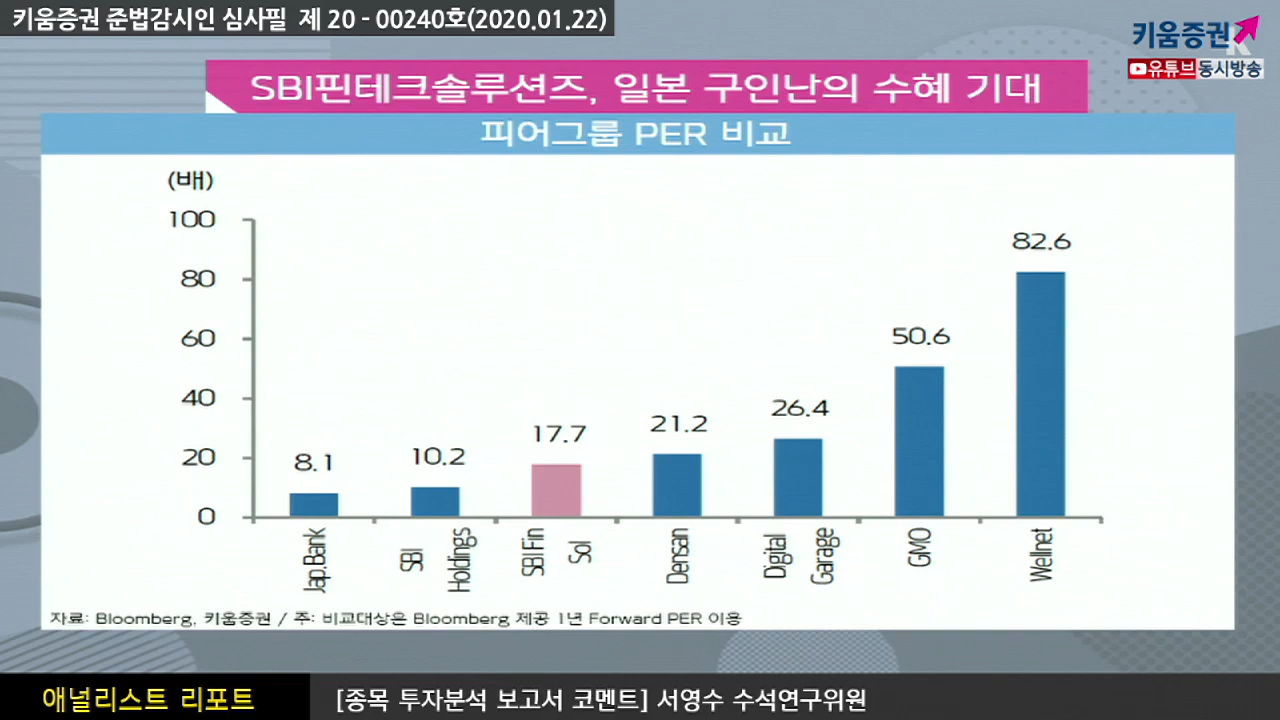 키움증권 준법감시인 심사필 제 20 - 00240호(2020.01.22)
키움증권
K
유튜브동시방송
SBI핀테크솔루션즈, 일본 구인난의 수혜 기대
피어그룹 PER 비교
(배)
100
80
60
40
20
0
8.1
10.2
17.7
21.2
26.4
50.6
82.6
Jap.Bank
SBI
Holdings
SBI Fin
Sol
Densan
Digital
Garage
GMO
Wellnet
자료: Bloomberg, 키움증권 / 주: 비교대상은 Bloomberg 제공 1년 Forward PER 이용
애널리스트 리포트
[종목 투자분석 보고서 코멘트] 서영수 수석연구위원